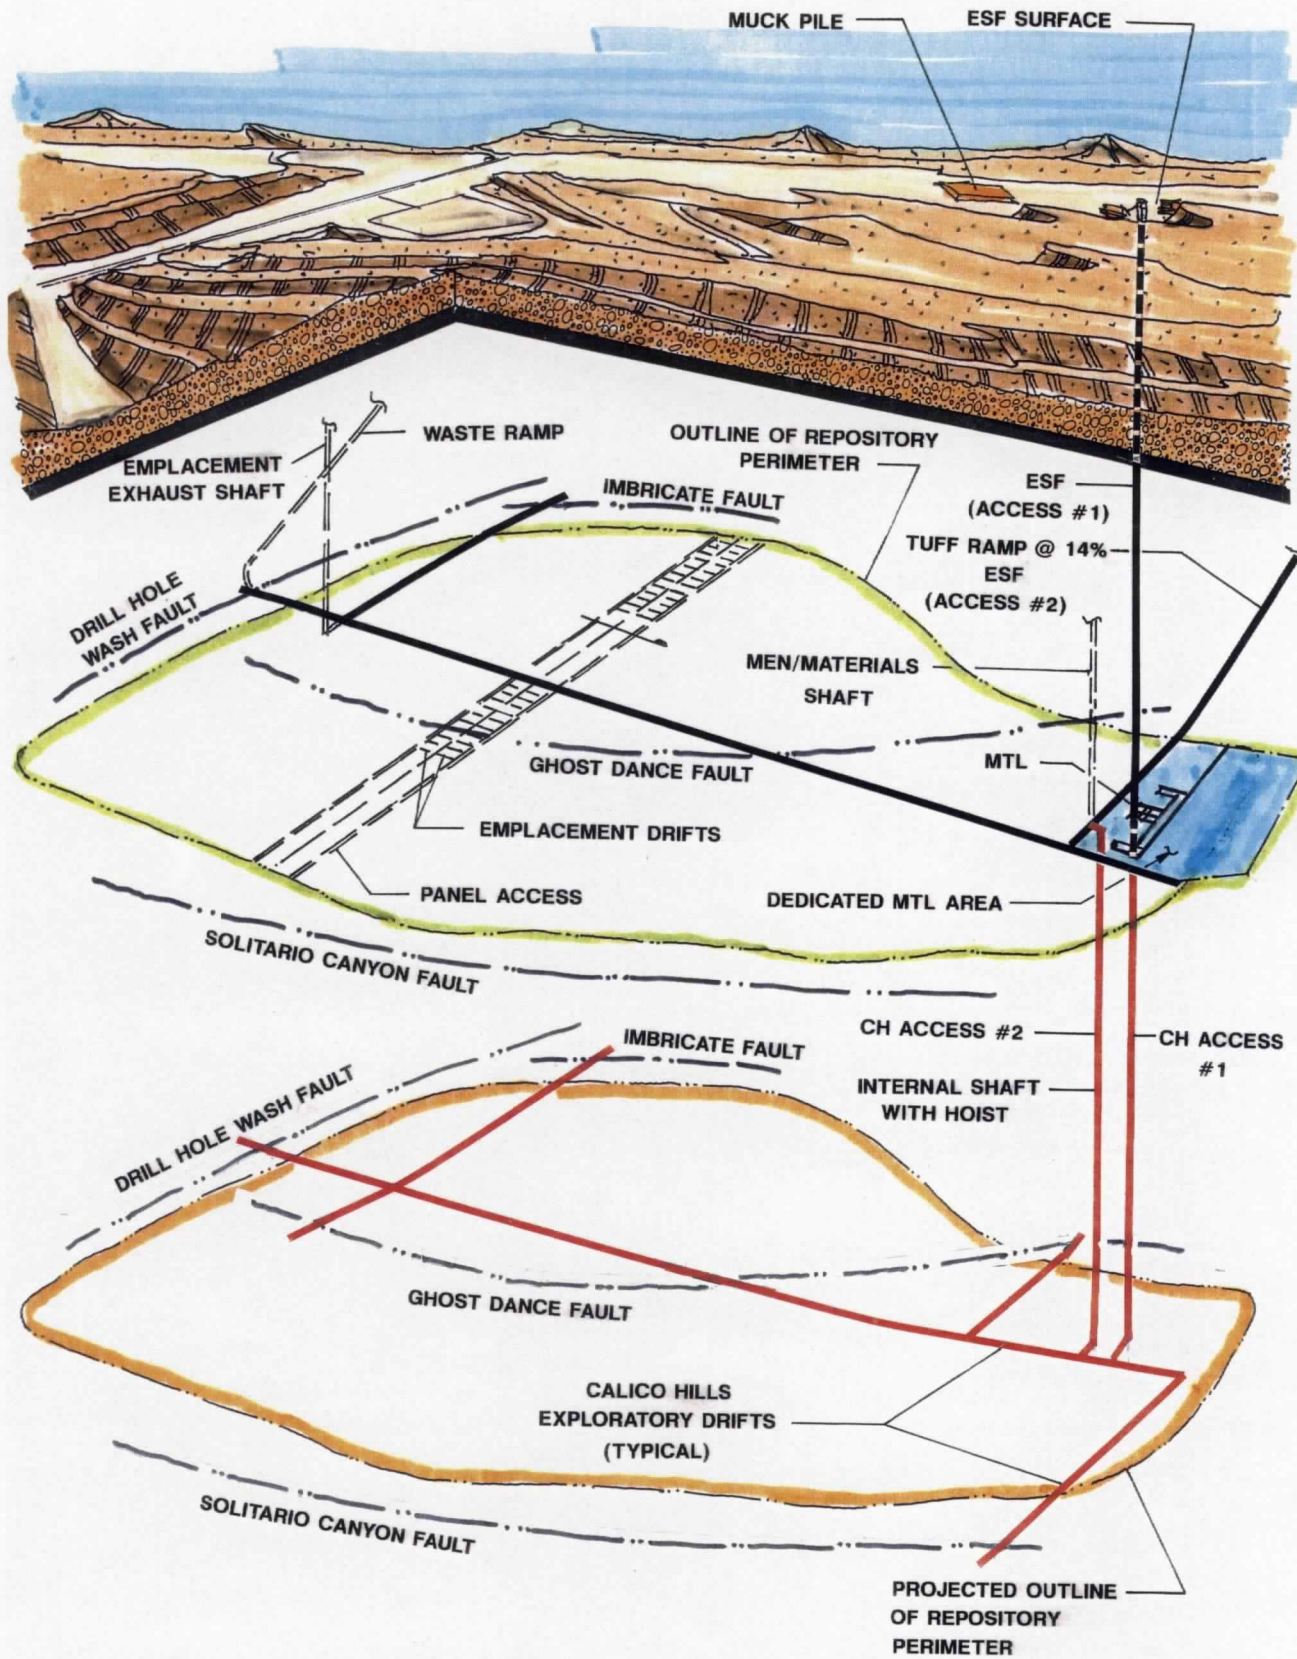 MUCK PILE
ESF SURFACE
WASTE RAMP
EMPLACEMENT
EXHAUST SHAFT
OUTLINE OF REPOSITORY
PERIMETER
IMBRICATE FAULT
ESF
(ACCESS #1)
TUFF RAMP @ 14%
ESF
(ACCESS #2)
DRILL HOLE
WASH FAULT
MEN/MATERIALS
SHAFT
MTL
GHOST DANCE FAULT
EMPLACEMENT DRIFTS
PANEL ACCESS
DEDICATED MTL AREA
SOLITARIO CANYON FAULT
CH ACCESS #2
CH ACCESS
#1
IMBRICATE FAULT
INTERNAL SHAFT
WITH HOIST
DRILL HOLE WASH FAULT
GHOST DANCE FAULT
CALICO HILLS
EXPLORATORY DRIFTS
(TYPICAL)
SOLITARIO CANYON FAULT
PROJECTED OUTLINE
OF REPOSITORY
PERIMETER